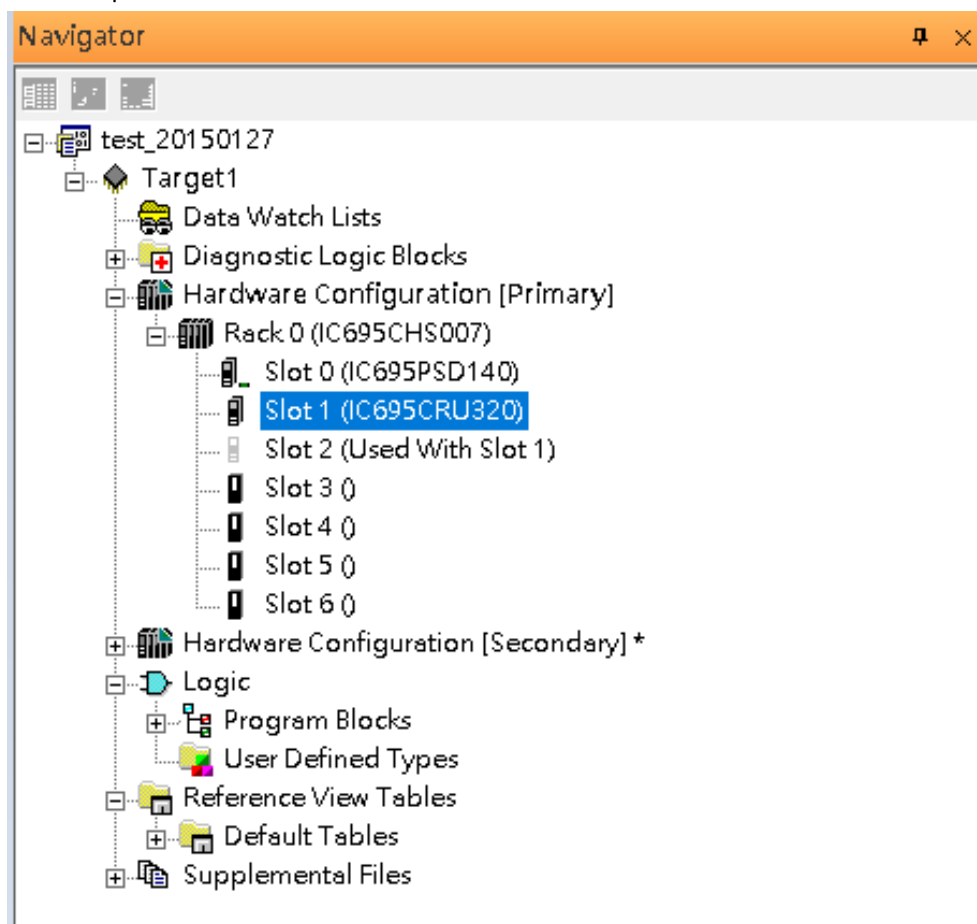 Navigator
test_20150127
Target1
Data Watch Lists
Diagnostic Logic Blocks
Hardware Configuration [Primary]
Rack 0 (IC695CHS007)
Slot 0 (IC695PSD140)
Slot 1 (IC695CRU320)
Slot 2 (Used With Slot 1)
Slot 3 ()
Slot 4 ()
Slot 5 ()
Slot 6 ()
Hardware Configuration [Secondary] *
Logic
Program Blocks
User Defined Types
Reference View Tables
Default Tables
Supplemental Files